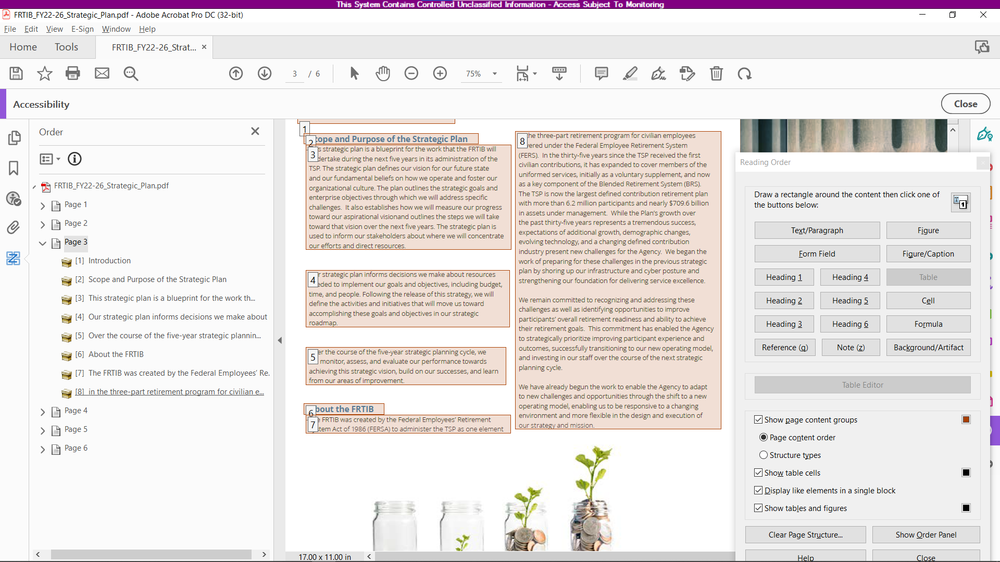 This System Contains Controlled Unclassified Information - Access Subject To Monitoring
FRTIB_FY22-26_Strategic_Plan.pdf - Adobe Acrobat Pro DC (32-bit)
File Edit View E-Sign Window Help
Home Tools FRTIB_FY22-26_Strat... ×
3 / 6 75%
Accessibility
Close
Order
FRTIB_FY22-26_Strategic_Plan.pdf
Page 1
Page 2
Page 3
[1] Introduction
[2] Scope and Purpose of the Strategic Plan
[3] This strategic plan is a blueprint for the work th...
[4] Our strategic plan informs decisions we make about
[5] Over the course of the five-year strategic plannin...
[6] About the FRTIB
[7] The FRTIB was created by the Federal Employees’ Re.
[8] in the three-part retirement program for civilian e...
Page 4
Page 5
Page 6
1
2
cope and Purpose of the Strategic Plan
3
s strategic plan is a blueprint for the work that the FRTIB will
dertake during the next five years in its administration of the
TSP. The strategic plan defines our vision for our future state
and our fundamental beliefs on how we operate and foster our
organizational culture. The plan outlines the strategic goals and
enterprise objectives through which we will address specific
challenges. It also establishes how we will measure our progress
toward our aspirational visionand outlines the steps we will take
toward that vision over the next five years. The strategic plan is
used to inform our stakeholders about where we will concentrate
our efforts and direct resources.
4
r strategic plan informs decisions we make about resources
eded to implement our goals and objectives, including budget,
time, and people. Following the release of this strategy, we will
define the activities and initiatives that will move us toward
accomplishing these goals and objectives in our strategic
roadmap.
5
er the course of the five-year strategic planning cycle, we
monitor, assess, and evaluate our performance towards
achieving this strategic vision, build on our successes, and learn
from our areas of improvement.
6
bout the FRTIB
7
e FRTIB was created by the Federal Employees’ Retirement
stem Act of 1986 (FERSA) to administer the TSP as one element
8
the three-part retirement program for civilian employees
vered under the Federal Employee Retirement System
(FERS). In the thirty-five years since the TSP received the first
civilian contributions, it has expanded to cover members of the
uniformed services, initially as a voluntary supplement, and now
as a key component of the Blended Retirement System (BRS).
The TSP is now the largest defined contribution retirement plan
with more than 6.2 million participants and nearly $709.6 billion
in assets under management. While the Plan’s growth over
the past thirty-five years represents a tremendous success,
expectations of additional growth, demographic changes,
evolving technology, and a changing defined contribution
industry present new challenges for the Agency. We began the
work of preparing for these challenges in the previous strategic
plan by shoring up our infrastructure and cyber posture and
strengthening our foundation for delivering service excellence.
We remain committed to recognizing and addressing these
challenges as well as identifying opportunities to improve
participants’ overall retirement readiness and ability to achieve
their retirement goals. This commitment has enabled the Agency
to strategically prioritize improving participant experience and
outcomes, successfully transitioning to our new operating model,
and investing in our staff over the course of the next strategic
planning cycle.
We have already begun the work to enable the Agency to adapt
to new challenges and opportunities through the shift to a new
operating model, enabling us to be responsive to a changing
environment and more flexible in the design and execution of
our strategy and mission.
17.00 x 11.00 in
Reading Order
Draw a rectangle around the content then click one of
the buttons below:
Text/Paragraph Figure
Form Field Figure/Caption
Heading 1 Heading 4 Table
Heading 2 Heading 5 Cell
Heading 3 Heading 6 Formula
Reference (q) Note (z) Background/Artifact
Table Editor
Show page content groups
Page content order
Structure types
Show table cells
Display like elements in a single block
Show tables and figures
Clear Page Structure... Show Order Panel
Help Close